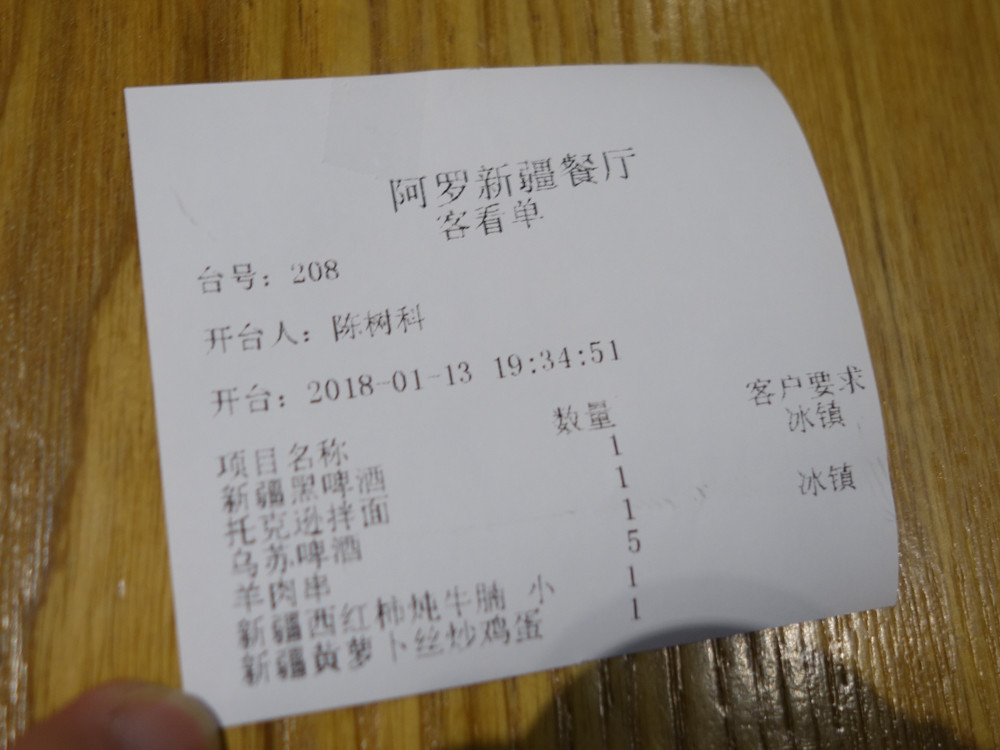 阿罗新疆餐厅
客看单
台号：208
开台人：陈树科
开台：2018-01-13 19:34:51
项目名称 数量 客户要求
新疆黑啤酒 1 冰镇
托克逊拌面 1
乌苏啤酒 1 冰镇
羊肉串 5
新疆西红柿炖牛腩 小 1
新疆黄萝卜丝炒鸡蛋 1